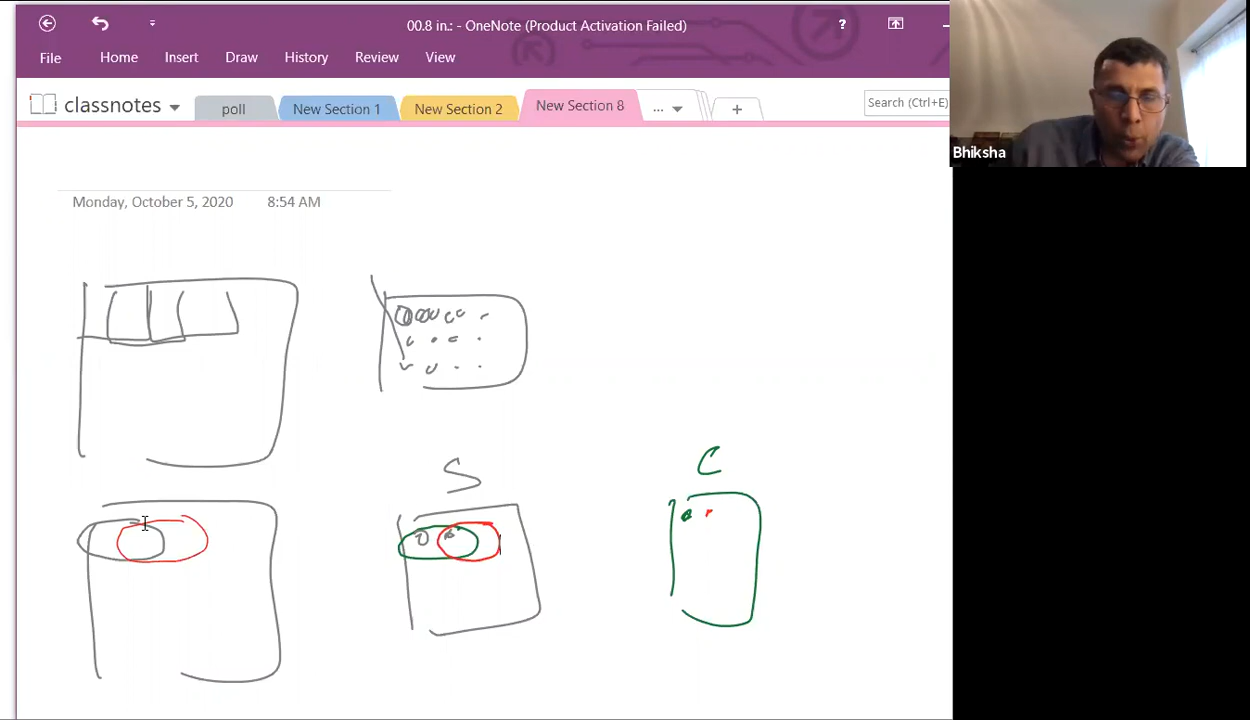 00.8 in.: - OneNote (Product Activation Failed)
?
File Home Insert Draw History Review View
classnotes poll New Section 1 New Section 2 New Section 8 ... + Search (Ctrl+E)
Bhiksha
Monday, October 5, 2020 8:54 AM
S
C